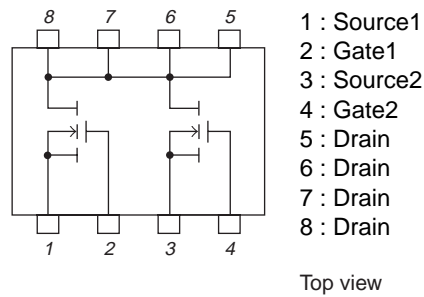 8 7 6 5
1 2 3 4
1 : Source1
2 : Gate1
3 : Source2
4 : Gate2
5 : Drain
6 : Drain
7 : Drain
8 : Drain
Top view